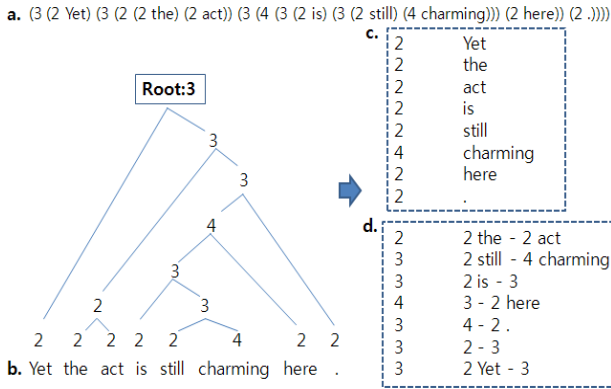 a. (3 (2 Yet) (3 (2 (2 the) (2 act)) (3 (4 (3 (2 is) (3 (2 still) (4 charming))) (2 here)) (2 .))))
c.
2 Yet
2 the
2 act
2 is
2 still
4 charming
2 here
2 .
Root:3
3
3
4
3
2 3
2 2 2 2 2 4 2 2
b. Yet the act is still charming here .
d.
2 2 the - 2 act
3 2 still - 4 charming
3 2 is - 3
4 3 - 2 here
3 4 - 2 .
3 2 - 3
3 2 Yet - 3